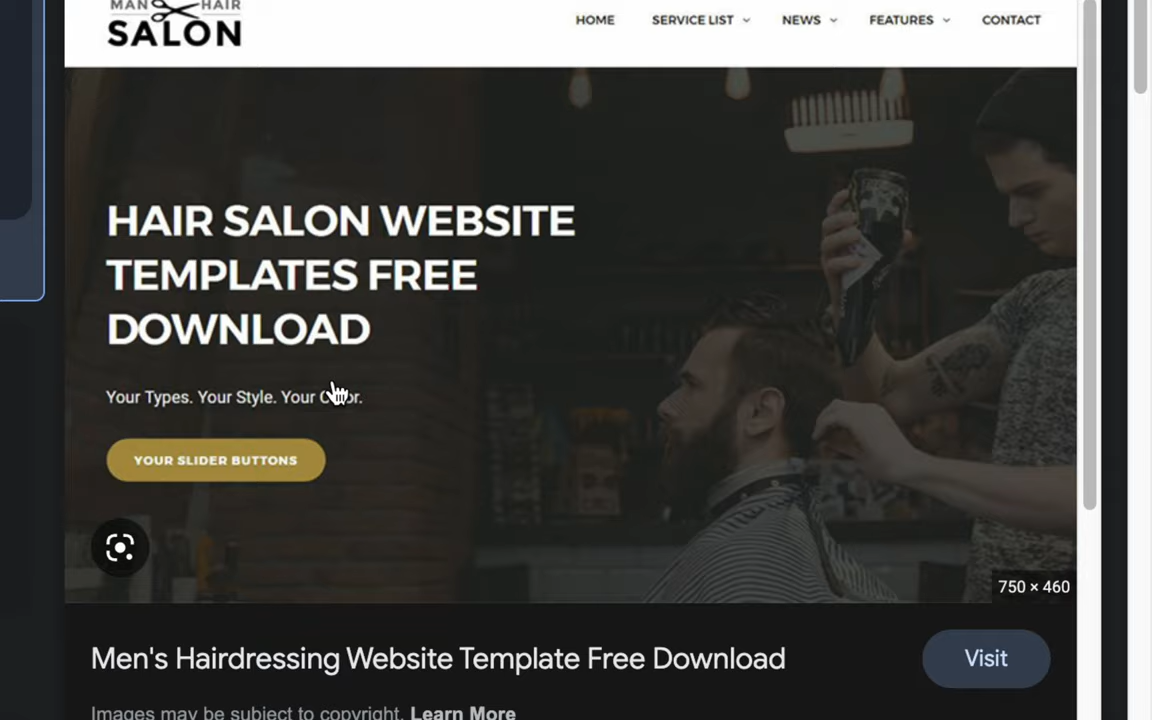 MAN HAIR
SALON
HOME SERVICE LIST NEWS FEATURES CONTACT
HAIR SALON WEBSITE
TEMPLATES FREE
DOWNLOAD
Your Types. Your Style. Your
YOUR SLIDER BUTTONS
750 × 460
Men's Hairdressing Website Template Free Download
Visit
Images may be subject to copyright. Learn More